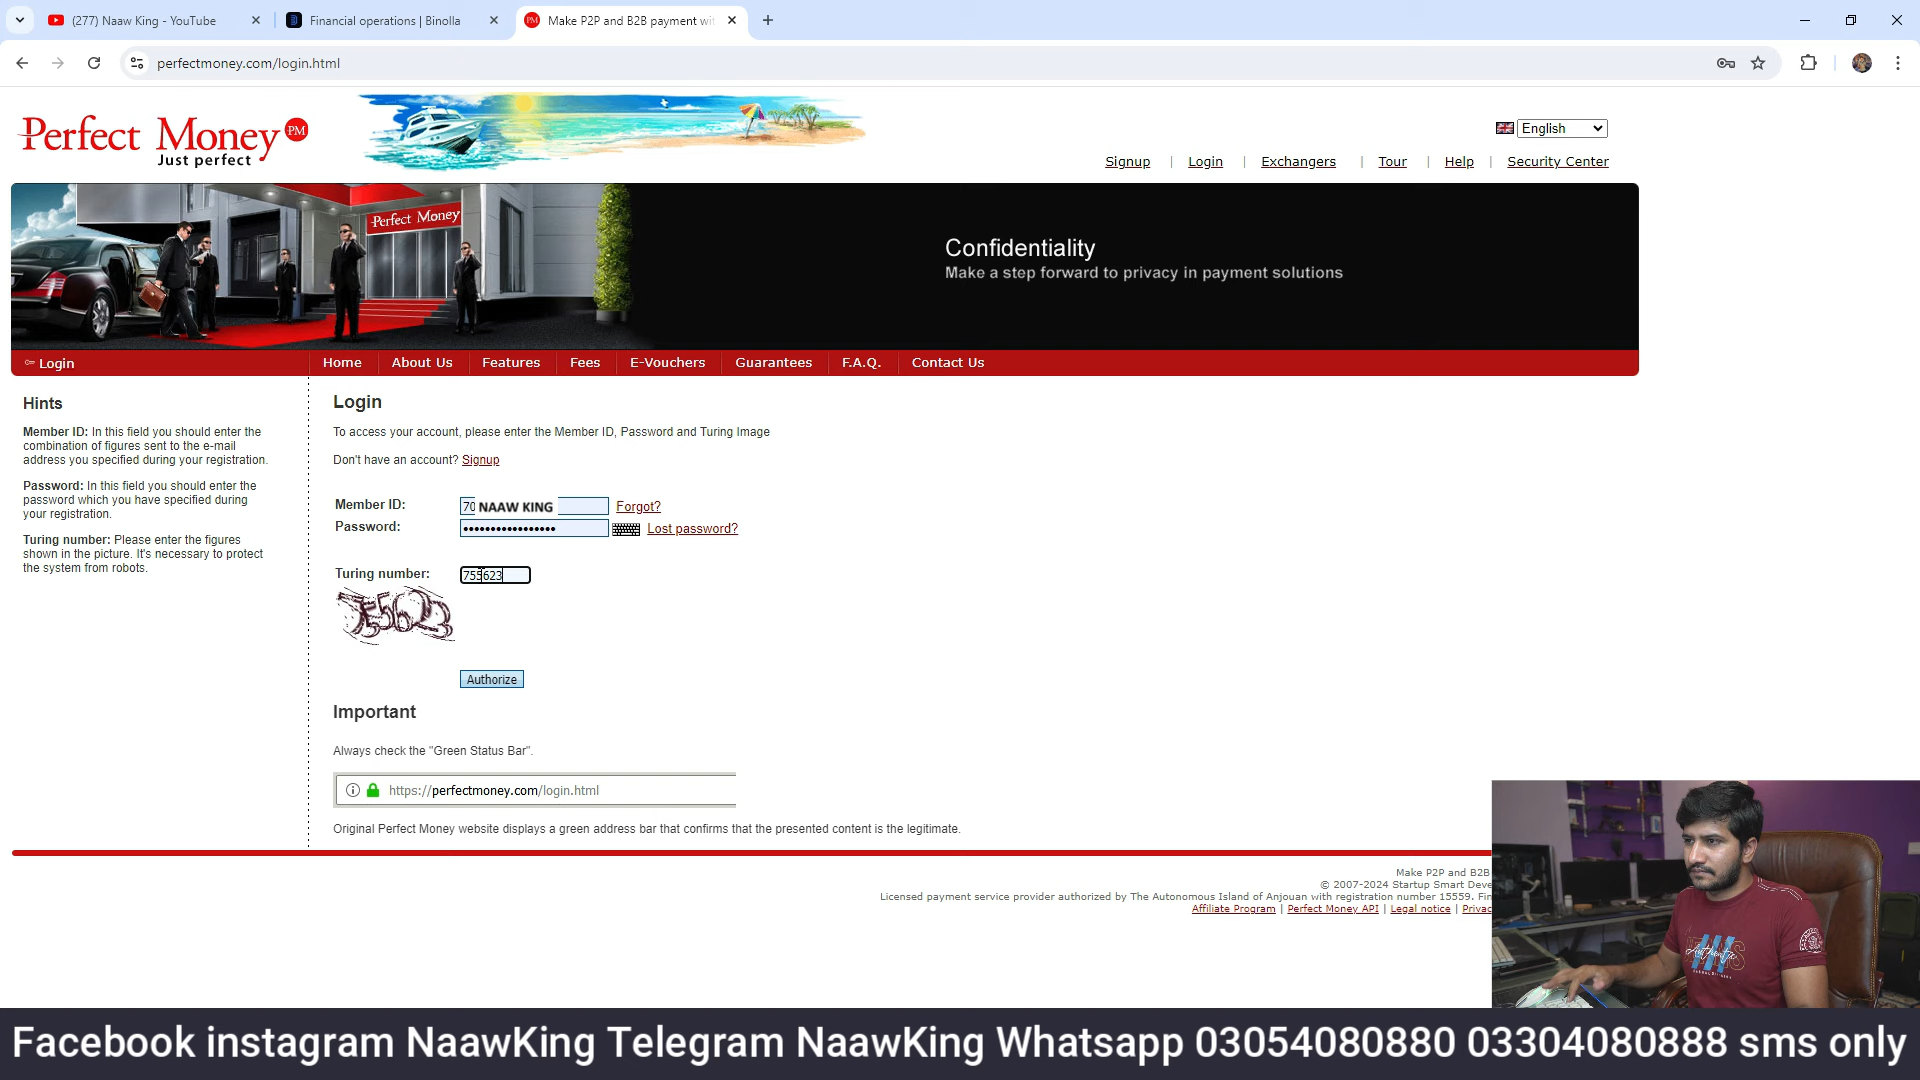 (277) Naaw King - YouTube
Financial operations | Binolla
PM Make P2P and B2B payment wi
perfectmoney.com/login.html
Perfect Money PM
Just perfect
English
Signup | Login | Exchangers | Tour | Help | Security Center
Perfect Money
Confidentiality
Make a step forward to privacy in payment solutions
Login
Home About Us Features Fees E-Vouchers Guarantees F.A.Q. Contact Us
Hints
Member ID: In this field you should enter the
combination of figures sent to the e-mail
address you specified during your registration.
Password: In this field you should enter the
password which you have specified during
your registration.
Turing number: Please enter the figures
shown in the picture. It's necessary to protect
the system from robots.
Login
To access your account, please enter the Member ID, Password and Turing Image
Don't have an account? Signup
Member ID: 70 NAAW KING Forgot?
Password: ••••••••••••••••• Lost password?
Turing number: 755623
755623
Authorize
Important
Always check the "Green Status Bar".
https://perfectmoney.com/login.html
Original Perfect Money website displays a green address bar that confirms that the presented content is the legitimate.
Make P2P and B2B
© 2007-2024 Startup Smart Deve
Licensed payment service provider authorized by The Autonomous Island of Anjouan with registration number 15559. Fin
Affiliate Program | Perfect Money API | Legal notice | Privac
Authentic
Facebook instagram NaawKing Telegram NaawKing Whatsapp 03054080880 03304080888 sms only